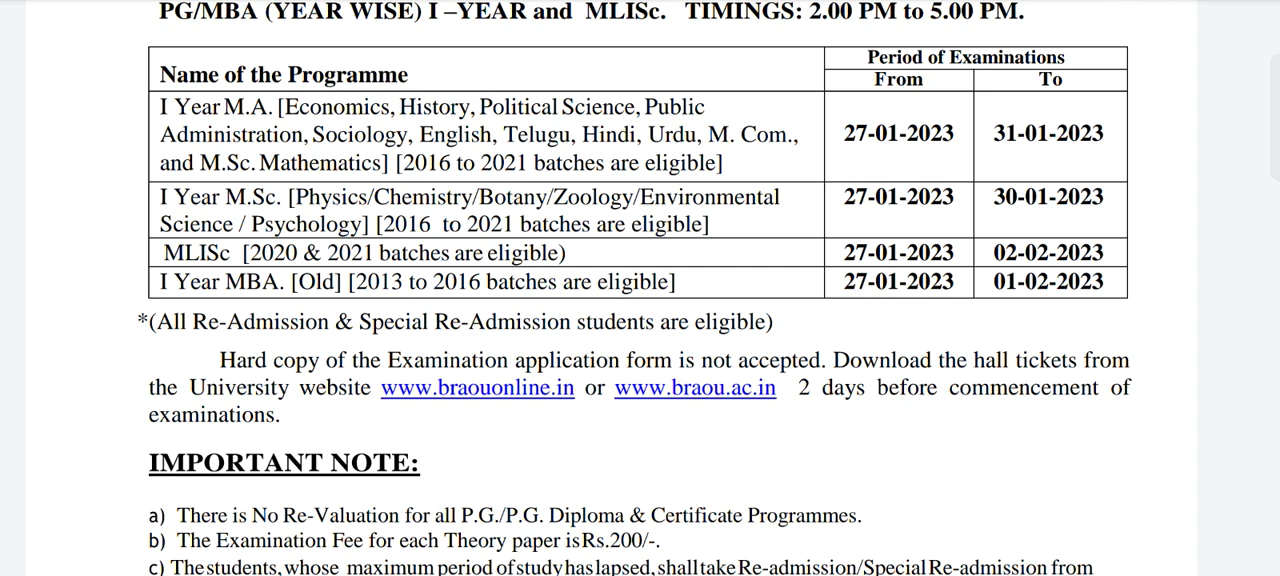 PG/MBA (YEAR WISE) I –YEAR and MLISc. TIMINGS: 2.00 PM to 5.00 PM.
Name of the Programme
Period of Examinations
From To
I Year M.A. [Economics, History, Political Science, Public
Administration, Sociology, English, Telugu, Hindi, Urdu, M. Com.,
and M.Sc. Mathematics] [2016 to 2021 batches are eligible]
27-01-2023 31-01-2023
I Year M.Sc. [Physics/Chemistry/Botany/Zoology/Environmental
Science / Psychology] [2016 to 2021 batches are eligible]
27-01-2023 30-01-2023
MLISc [2020 & 2021 batches are eligible) 27-01-2023 02-02-2023
I Year MBA. [Old] [2013 to 2016 batches are eligible] 27-01-2023 01-02-2023
*(All Re-Admission & Special Re-Admission students are eligible)
Hard copy of the Examination application form is not accepted. Download the hall tickets from
the University website www.braouonline.in or www.braou.ac.in 2 days before commencement of
examinations.
IMPORTANT NOTE:
a) There is No Re-Valuation for all P.G./P.G. Diploma & Certificate Programmes.
b) The Examination Fee for each Theory paper is Rs.200/-.
c) The students, whose maximum period of study has lapsed, shall take Re-admission/Special Re-admission from